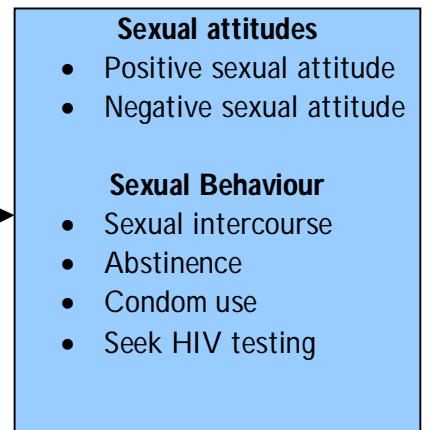 Sexual attitudes
• Positive sexual attitude
• Negative sexual attitude
Sexual Behaviour
• Sexual intercourse
• Abstinence
• Condom use
• Seek HIV testing